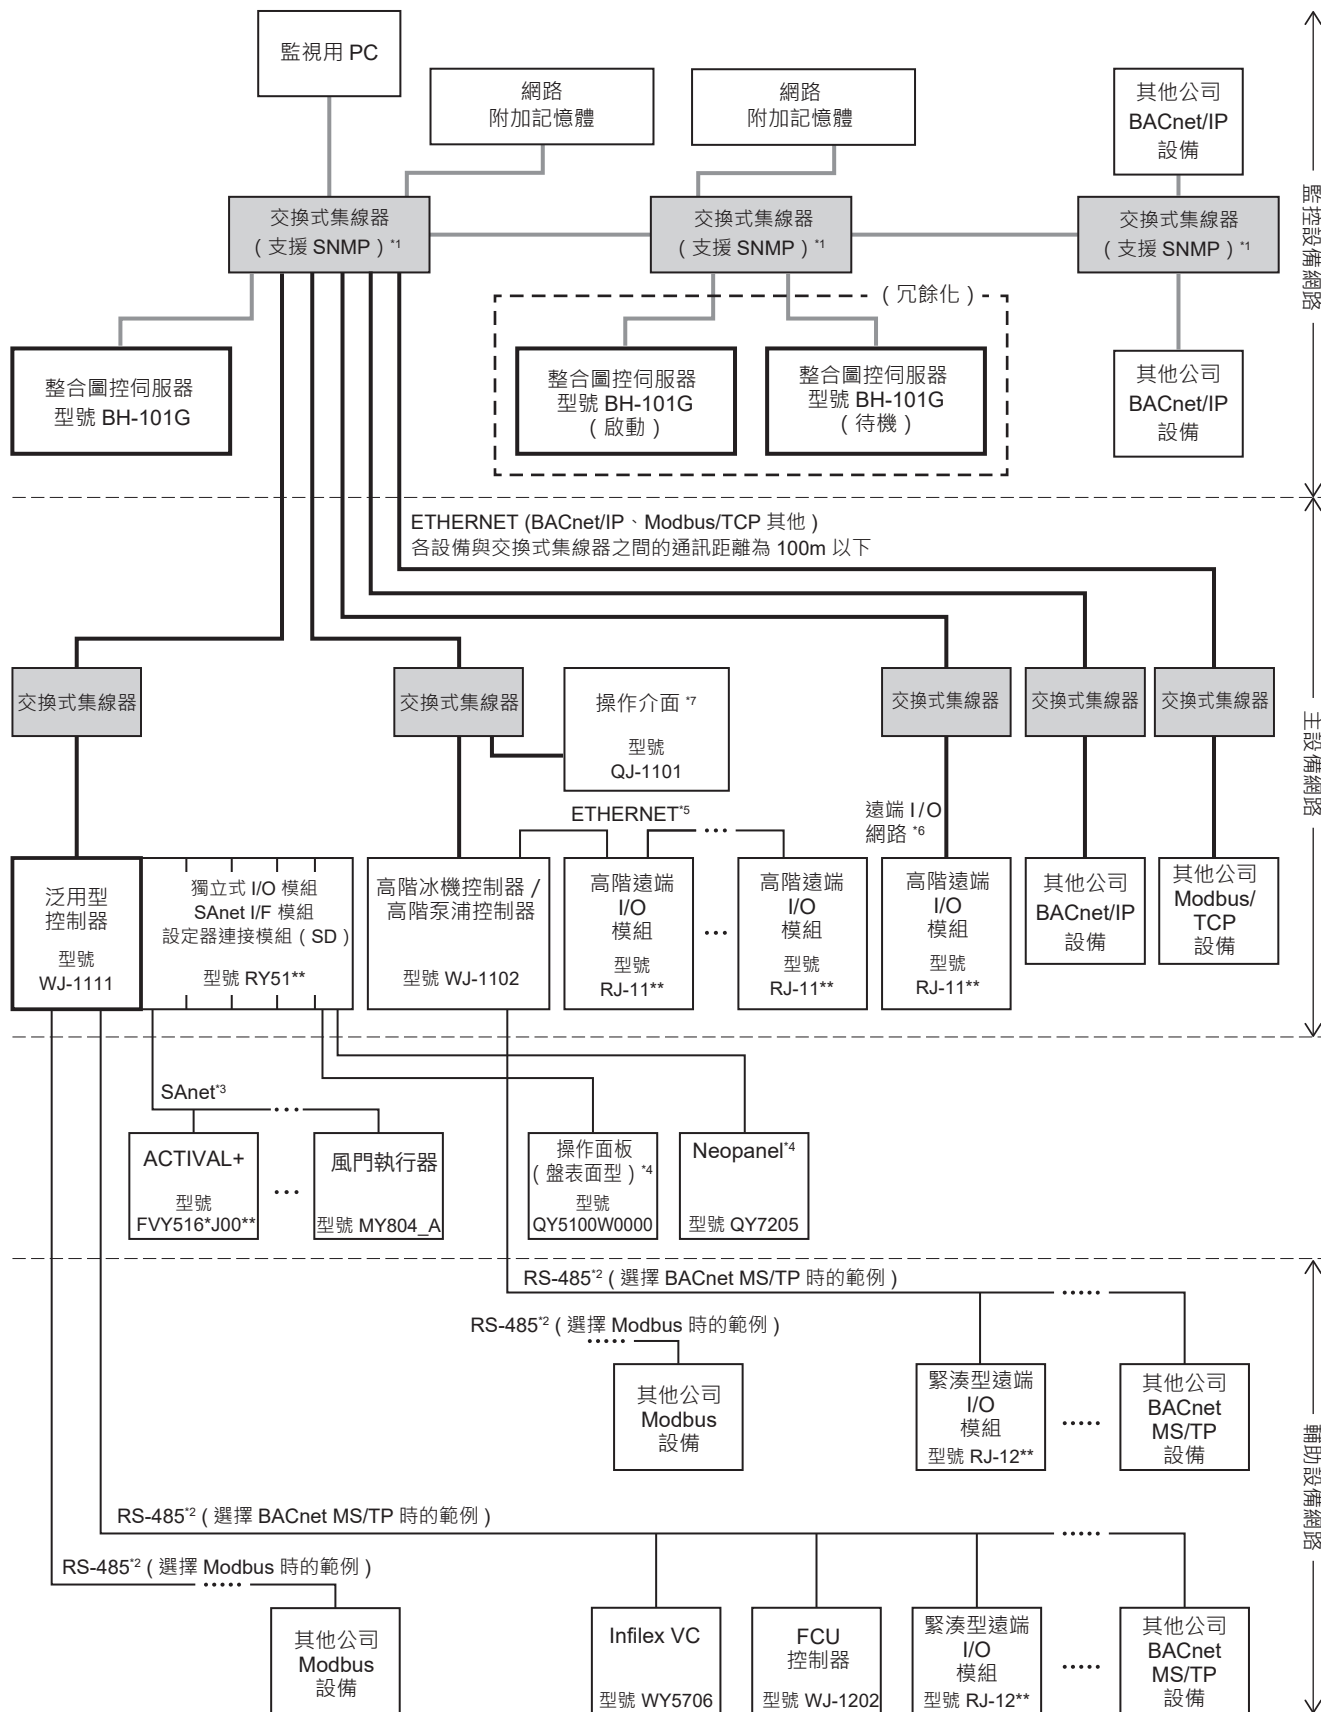 監視用 PC
網路
附加記憶體
網路
附加記憶體
其他公司
BACnet/IP
設備
交換式集線器
( 支援 SNMP ) *1
交換式集線器
( 支援 SNMP ) *1
交換式集線器
( 支援 SNMP ) *1
監控設備網路
( 冗餘化 )
整合圖控伺服器
型號 BH-101G
整合圖控伺服器
型號 BH-101G
( 啟動 )
整合圖控伺服器
型號 BH-101G
( 待機 )
其他公司
BACnet/IP
設備
ETHERNET (BACnet/IP、Modbus/TCP 其他 )
各設備與交換式集線器之間的通訊距離為 100m 以下
交換式集線器
交換式集線器
操作介面 *7
型號
QJ-1101
交換式集線器
交換式集線器
交換式集線器
主設備網路
ETHERNET*5
遠端 I/O
網路 *6
泛用型
控制器
型號
WJ-1111
獨立式 I/O 模組
SAnet I/F 模組
設定器連接模組 ( SD )
型號 RY51**
高階冰機控制器 /
高階泵浦控制器
型號 WJ-1102
高階遠端
I/O
模組
型號
RJ-11**
高階遠端
I/O
模組
型號
RJ-11**
高階遠端
I/O
模組
型號
RJ-11**
其他公司
BACnet/IP
設備
其他公司
Modbus/
TCP
設備
SAnet*3
ACTIVAL+
型號
FVY516*J00**
風門執行器
型號 MY804_A
操作面板
( 盤表面型 ) *4
型號
QY5100W0000
Neopanel*4
型號 QY7205
RS-485*2 ( 選擇 BACnet MS/TP 時的範例 )
RS-485*2 ( 選擇 Modbus 時的範例 )
其他公司
Modbus
設備
緊湊型遠端
I/O
模組
型號 RJ-12**
其他公司
BACnet
MS/TP
設備
輔助設備網路
RS-485*2 ( 選擇 BACnet MS/TP 時的範例 )
RS-485*2 ( 選擇 Modbus 時的範例 )
其他公司
Modbus
設備
Infilex VC
型號 WY5706
FCU
控制器
型號 WJ-1202
緊湊型遠端
I/O
模組
型號 RJ-12**
其他公司
BACnet
MS/TP
設備